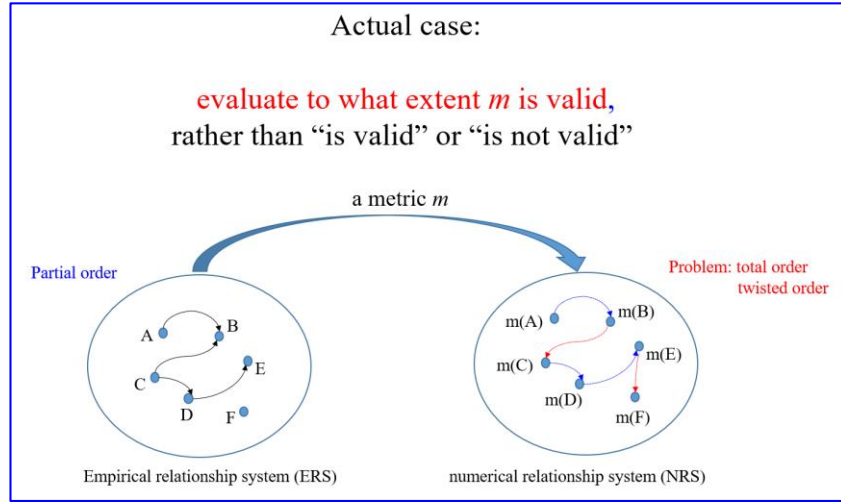 Actual case:
evaluate to what extent m is valid,
rather than “is valid” or “is not valid”
a metric m
Partial order
Problem: total order
twisted order
A
B
C
D
E
F
m(A)
m(B)
m(C)
m(D)
m(E)
m(F)
Empirical relationship system (ERS)
numerical relationship system (NRS)